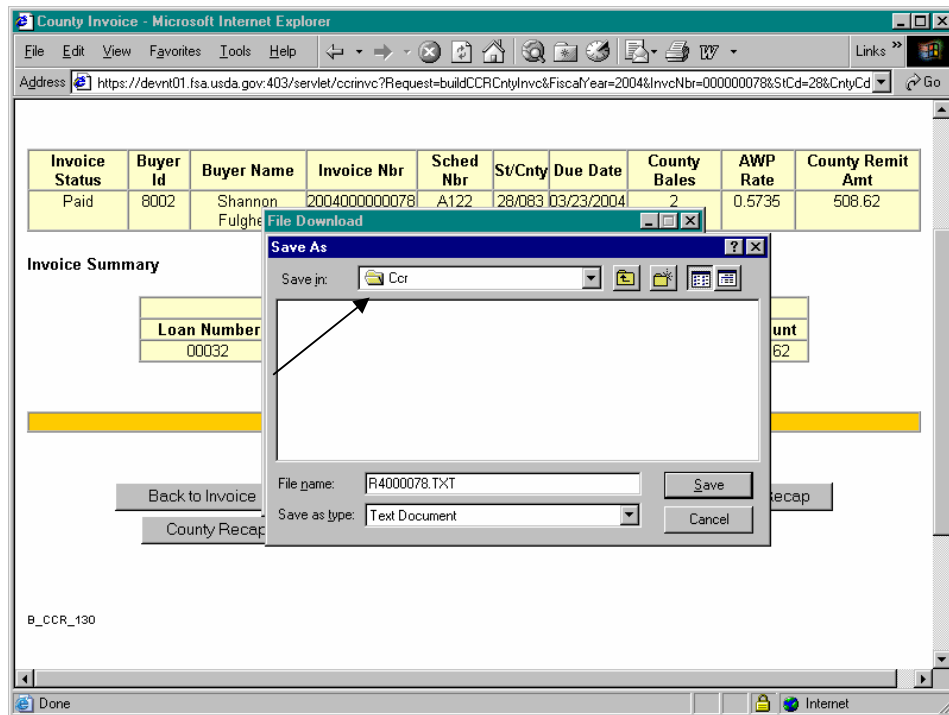 County Invoice - Microsoft Internet Explorer
File Edit View Favorites Tools Help
Links »
Address https://devnt01.fsa.usda.gov:403/servlet/ccrinvc?Request=buildCCRCntyInvc&FiscalYear=2004&InvcNbr=000000078&StCd=28&CntyCd
Go
Invoice Status Buyer Id Buyer Name Invoice Nbr Sched Nbr St/Cnty Due Date County Bales AWP Rate County Remit Amt
Paid 8002 Shannon 2004000000078 A122 28/083 03/23/2004 2 0.5735 508.62
Fulghe
File Download
Save As
Invoice Summary
Save in: Ccr
Loan Number
unt
00032
62
File name: R4000078.TXT
Save
Save as type: Text Document
Cancel
Back to Invoice
Recap
County Recap
B_CCR_130
Done
Internet